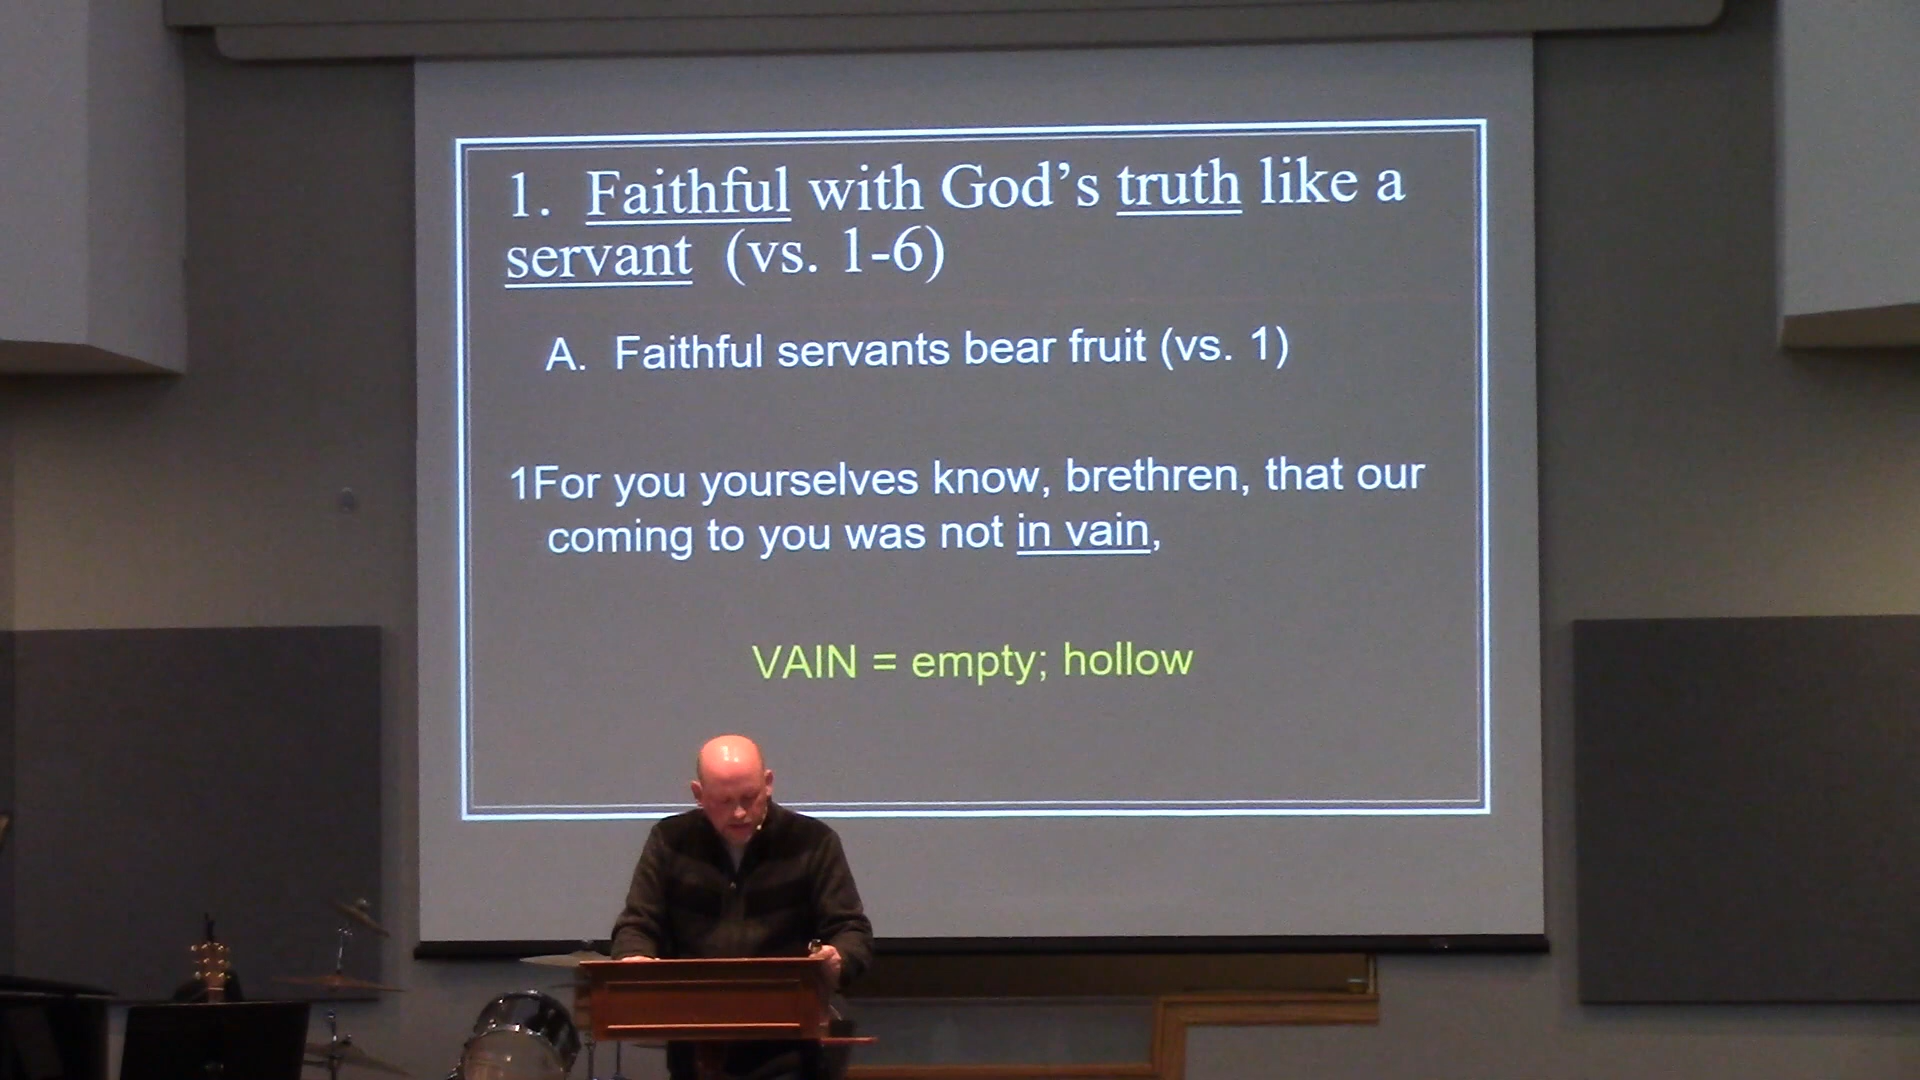 1. Faithful with God’s truth like a
servant (vs. 1-6)
A. Faithful servants bear fruit (vs. 1)
1For you yourselves know, brethren, that our
coming to you was not in vain,
VAIN = empty; hollow